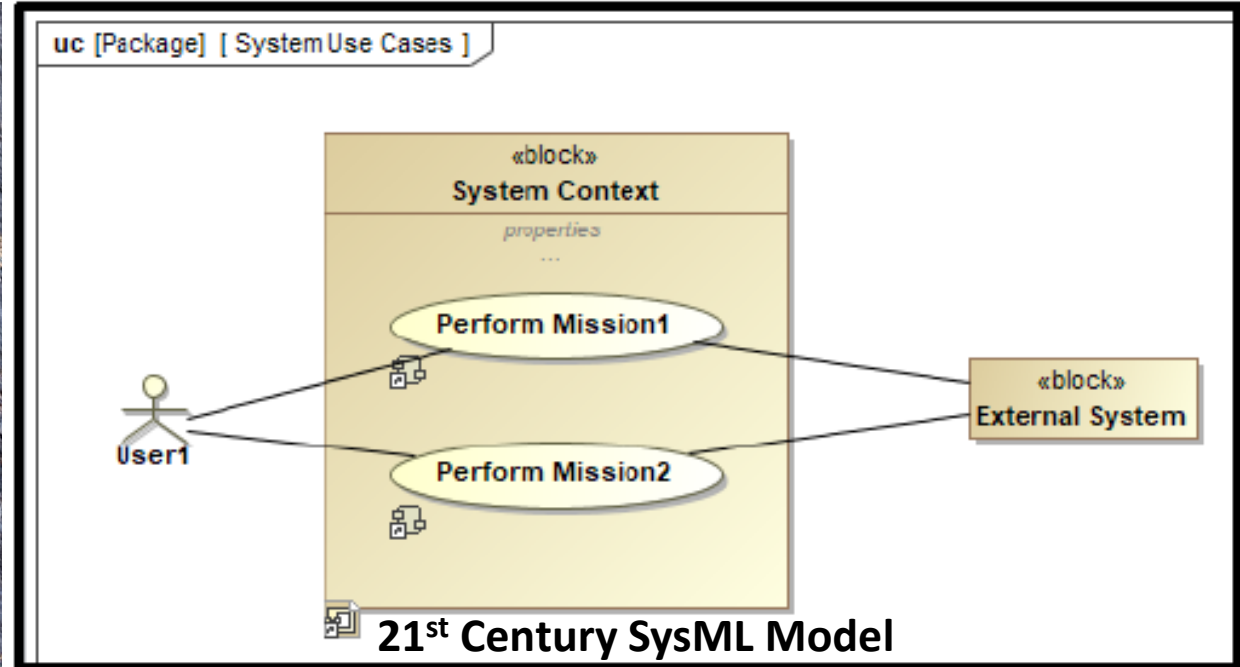 uc [Package] [ System Use Cases ]
«block»
System Context
properties
...
Perform Mission1
Perform Mission2
User1
«block»
External System
21st Century SysML Model